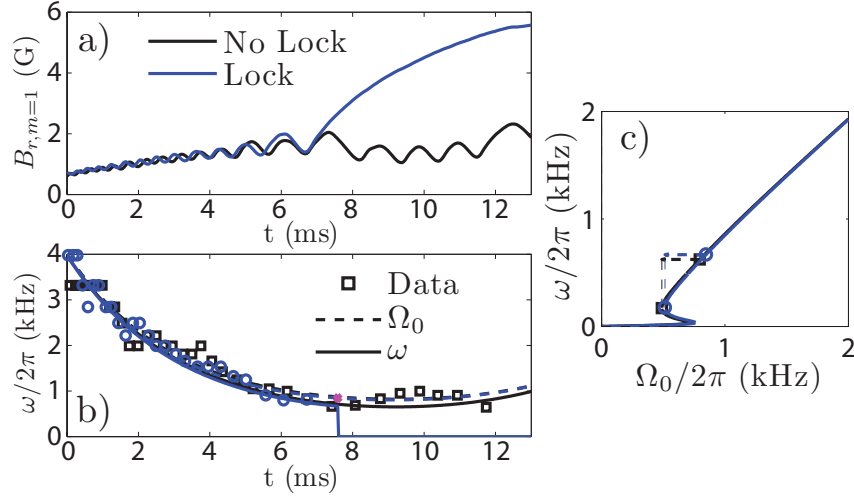 a)
No Lock
Lock
B_{r,m=1} (G)
6
4
2
0
0 2 4 6 8 10 12
t (ms)
b)
Data
Ω_0
ω
ω/2π (kHz)
4
3
2
1
0
0 2 4 6 8 10 12
t (ms)
c)
ω/2π (kHz)
2
1
0
0 1 2
Ω_0/2π (kHz)